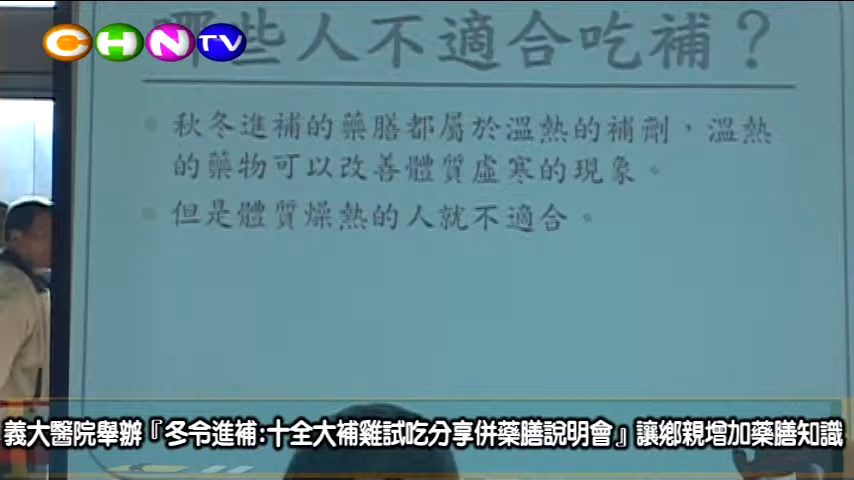 CHNTV
哪些人不適合吃補？
秋冬進補的藥膳都屬於溫熱的補劑，溫熱
的藥物可以改善體質虛寒的現象。
但是體質燥熱的人就不適合。
義大醫院舉辦『冬令進補:十全大補雞試吃分享併藥膳說明會』讓鄉親增加藥膳知識